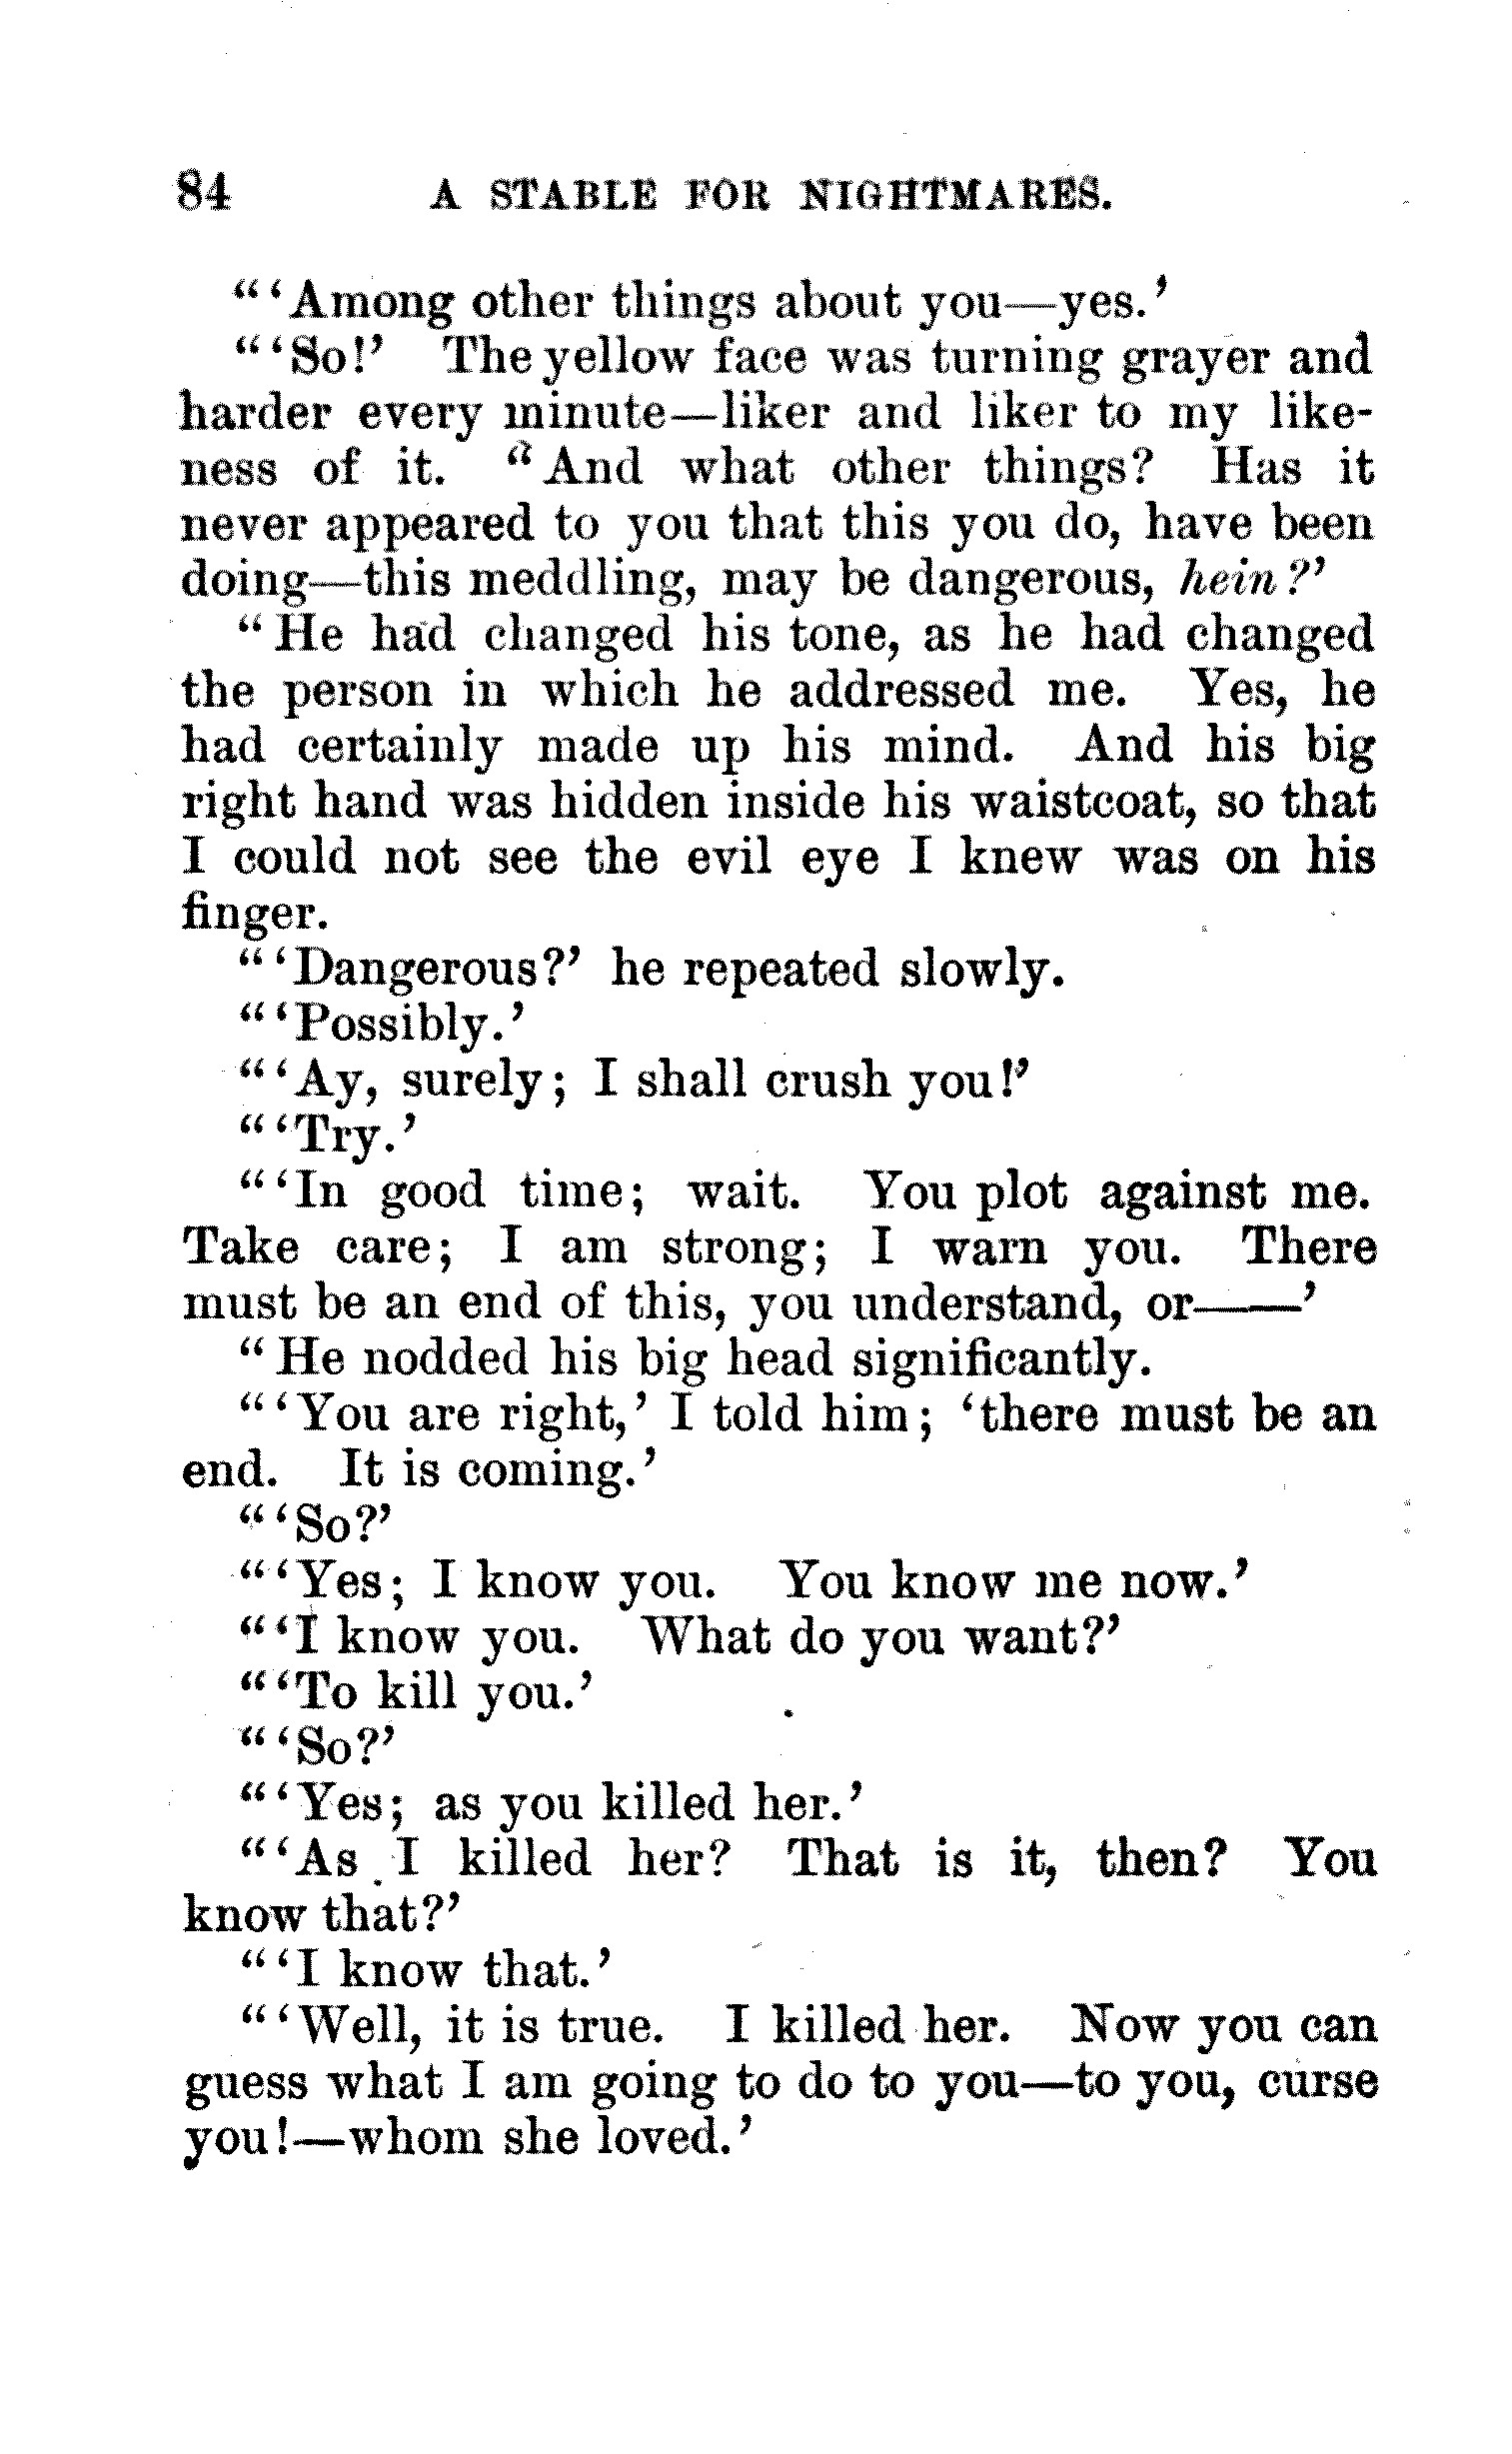 84 A STABLE FOR NIGHTMARES.
"'Among other things about you—yes.'
"'So!' The yellow face was turning grayer and
harder every minute—liker and liker to my like-
ness of it. "And what other things? Has it
never appeared to you that this you do, have been
doing—this meddling, may be dangerous, hein?'
"He had changed his tone, as he had changed
the person in which he addressed me. Yes, he
had certainly made up his mind. And his big
right hand was hidden inside his waistcoat, so that
I could not see the evil eye I knew was on his
finger.
"'Dangerous?' he repeated slowly.
"'Possibly.'
"'Ay, surely; I shall crush you!'
"'Try.'
"'In good time; wait. You plot against me.
Take care; I am strong; I warn you. There
must be an end of this, you understand, or——'
"He nodded his big head significantly.
"'You are right,' I told him; 'there must be an
end. It is coming.'
"'So?'
"'Yes; I know you. You know me now.'
"'I know you. What do you want?'
"'To kill you.'
"'So?'
"'Yes; as you killed her.'
"'As I killed her? That is it, then? You
know that?'
"'I know that.'
"'Well, it is true. I killed her. Now you can
guess what I am going to do to you—to you, curse
you!—whom she loved.'